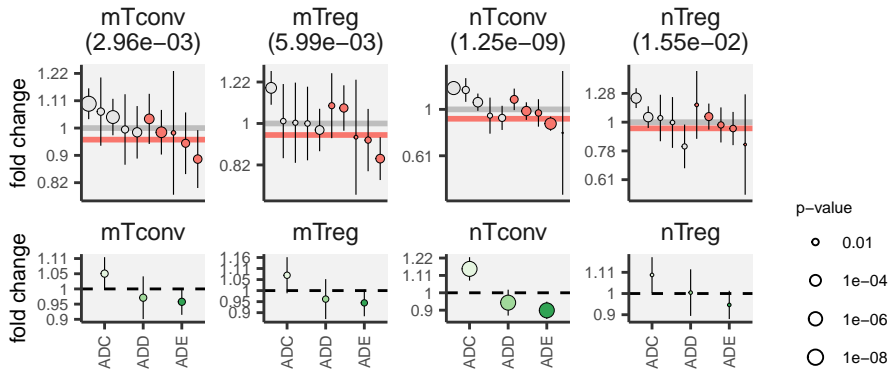 mTconv
(2.96e−03)
mTreg
(5.99e−03)
nTconv
(1.25e−09)
nTreg
(1.55e−02)
fold change
1.22
1.11
1
0.9
0.82
1.22
1
0.82
1
0.61
1.28
1
0.78
0.61
mTconv
mTreg
nTconv
nTreg
fold change
1.11
1.05
1
0.95
0.9
1.16
1.11
1.05
1
0.95
0.9
1.22
1.11
1
0.9
1.11
1
0.9
ADC
ADD
ADE
ADC
ADD
ADE
ADC
ADD
ADE
ADC
ADD
ADE
p−value
0.01
1e−04
1e−06
1e−08